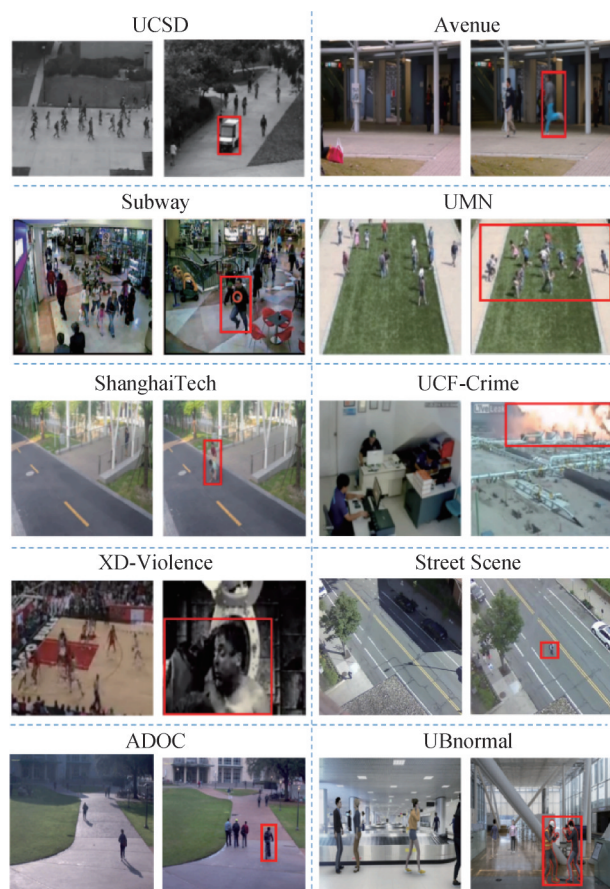 UCSD
Avenue
Subway
UMN
ShanghaiTech
UCF-Crime
XD-Violence
Street Scene
ADOC
UBnormal